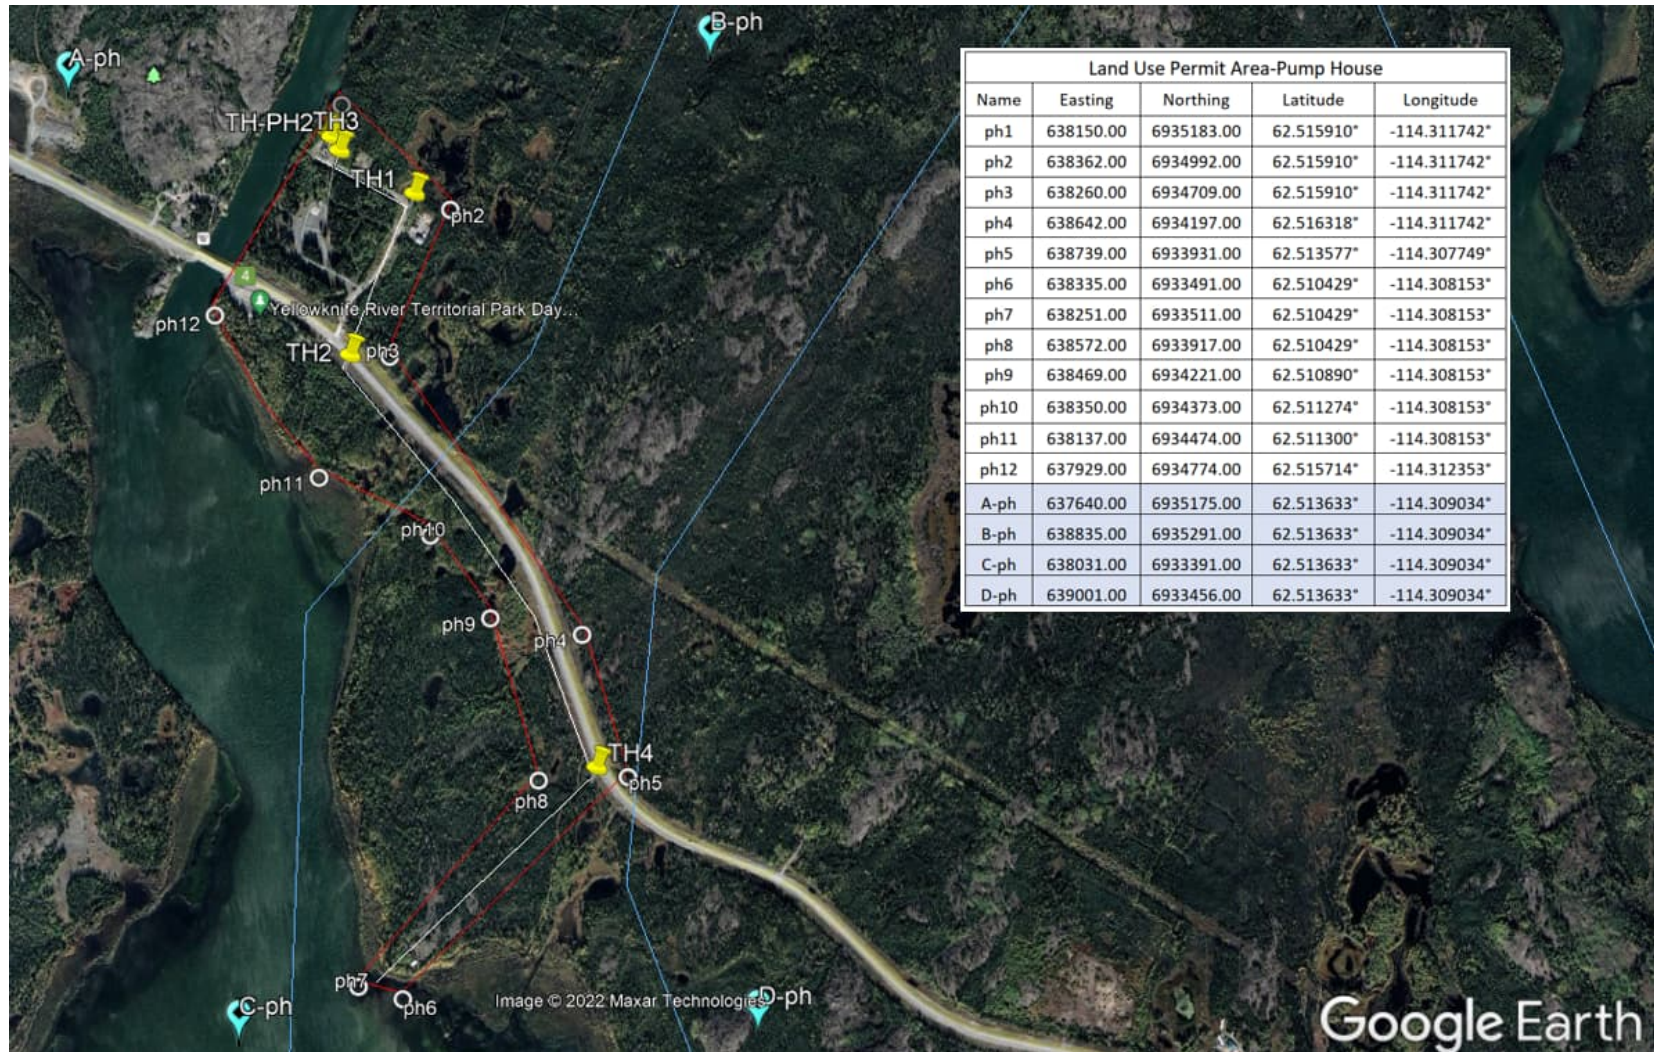 A-ph
B-ph
TH-PH2 TH3
TH1
ph2
4
Yellowknife River Territorial Park Day...
ph12
TH2
ph3
ph11
ph10
ph9
ph4
TH4
ph5
ph8
ph7
ph6
C-ph
D-ph
Image © 2022 Maxar Technologies
Google Earth
Land Use Permit Area-Pump House
Name Easting Northing Latitude Longitude
ph1 638150.00 6935183.00 62.515910° -114.311742°
ph2 638362.00 6934992.00 62.515910° -114.311742°
ph3 638260.00 6934709.00 62.515910° -114.311742°
ph4 638642.00 6934197.00 62.516318° -114.311742°
ph5 638739.00 6933931.00 62.513577° -114.307749°
ph6 638335.00 6933491.00 62.510429° -114.308153°
ph7 638251.00 6933511.00 62.510429° -114.308153°
ph8 638572.00 6933917.00 62.510429° -114.308153°
ph9 638469.00 6934221.00 62.510890° -114.308153°
ph10 638350.00 6934373.00 62.511274° -114.308153°
ph11 638137.00 6934474.00 62.511300° -114.308153°
ph12 637929.00 6934774.00 62.515714° -114.312353°
A-ph 637640.00 6935175.00 62.513633° -114.309034°
B-ph 638835.00 6935291.00 62.513633° -114.309034°
C-ph 638031.00 6933391.00 62.513633° -114.309034°
D-ph 639001.00 6933456.00 62.513633° -114.309034°